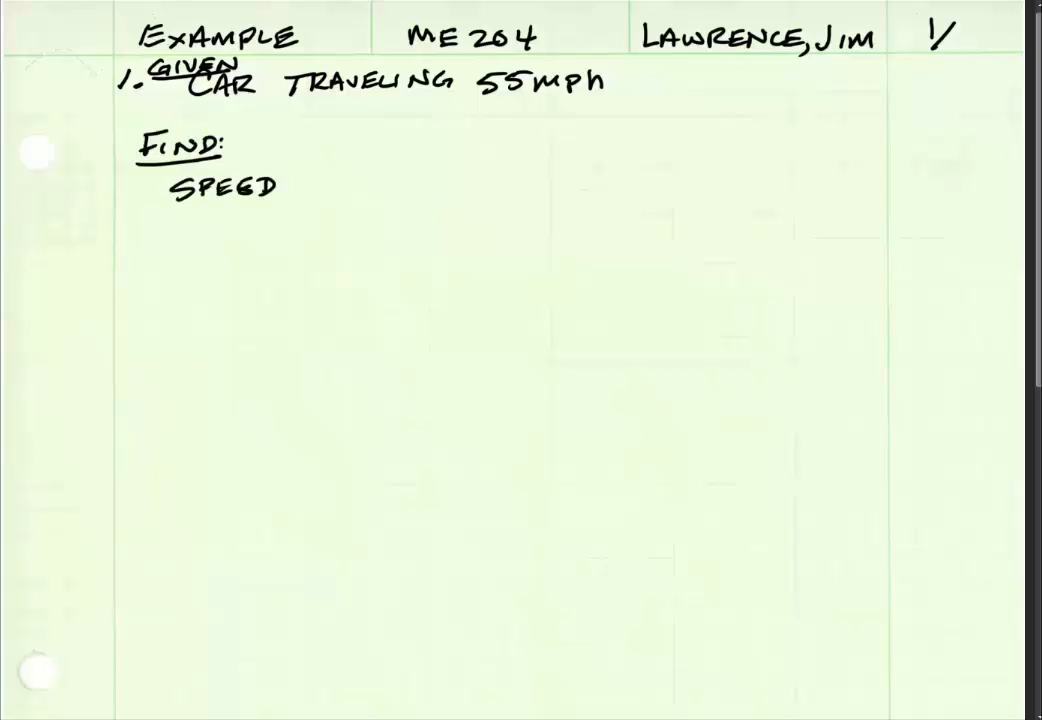 EXAMPLE ME 204 LAWRENCE, JIM 1/
1. GIVEN
CAR TRAVELING 55mph
FIND:
SPEED